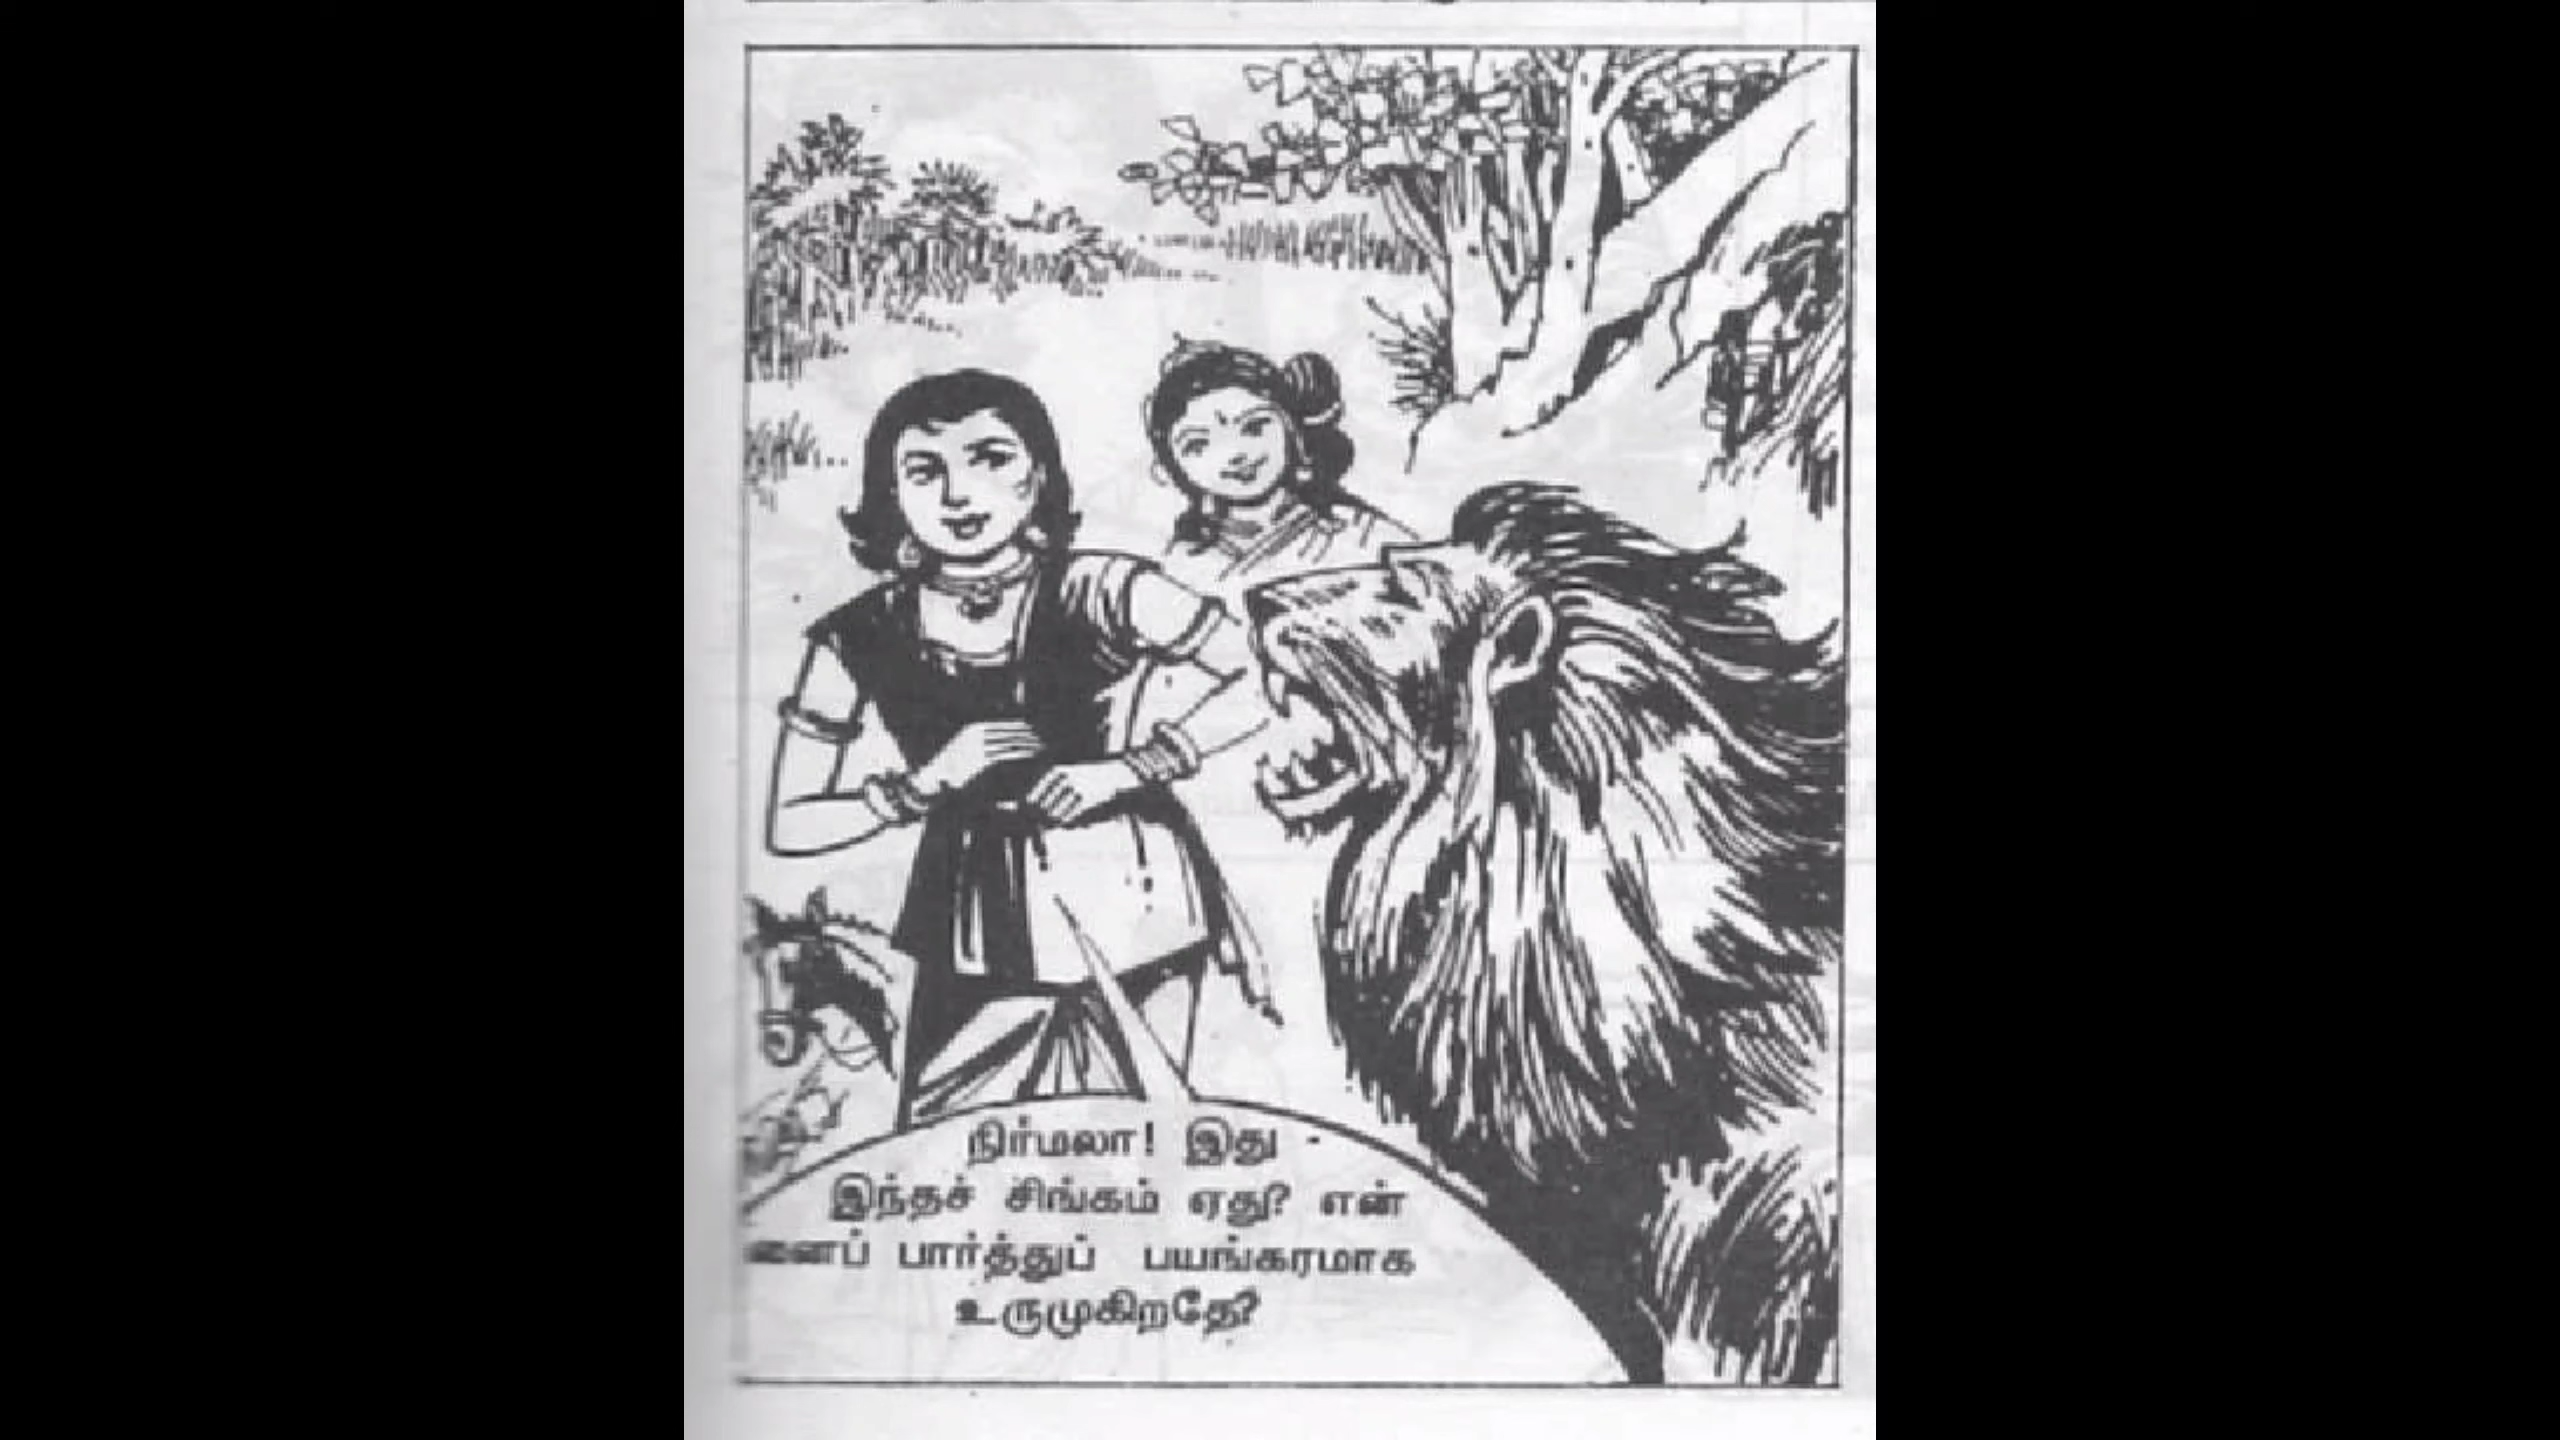 நிர்மலா! இது
இந்தச் சிங்கம் ஏது? என்
னைப் பார்த்துப் பயங்கரமாக
உருமுகிறதே?